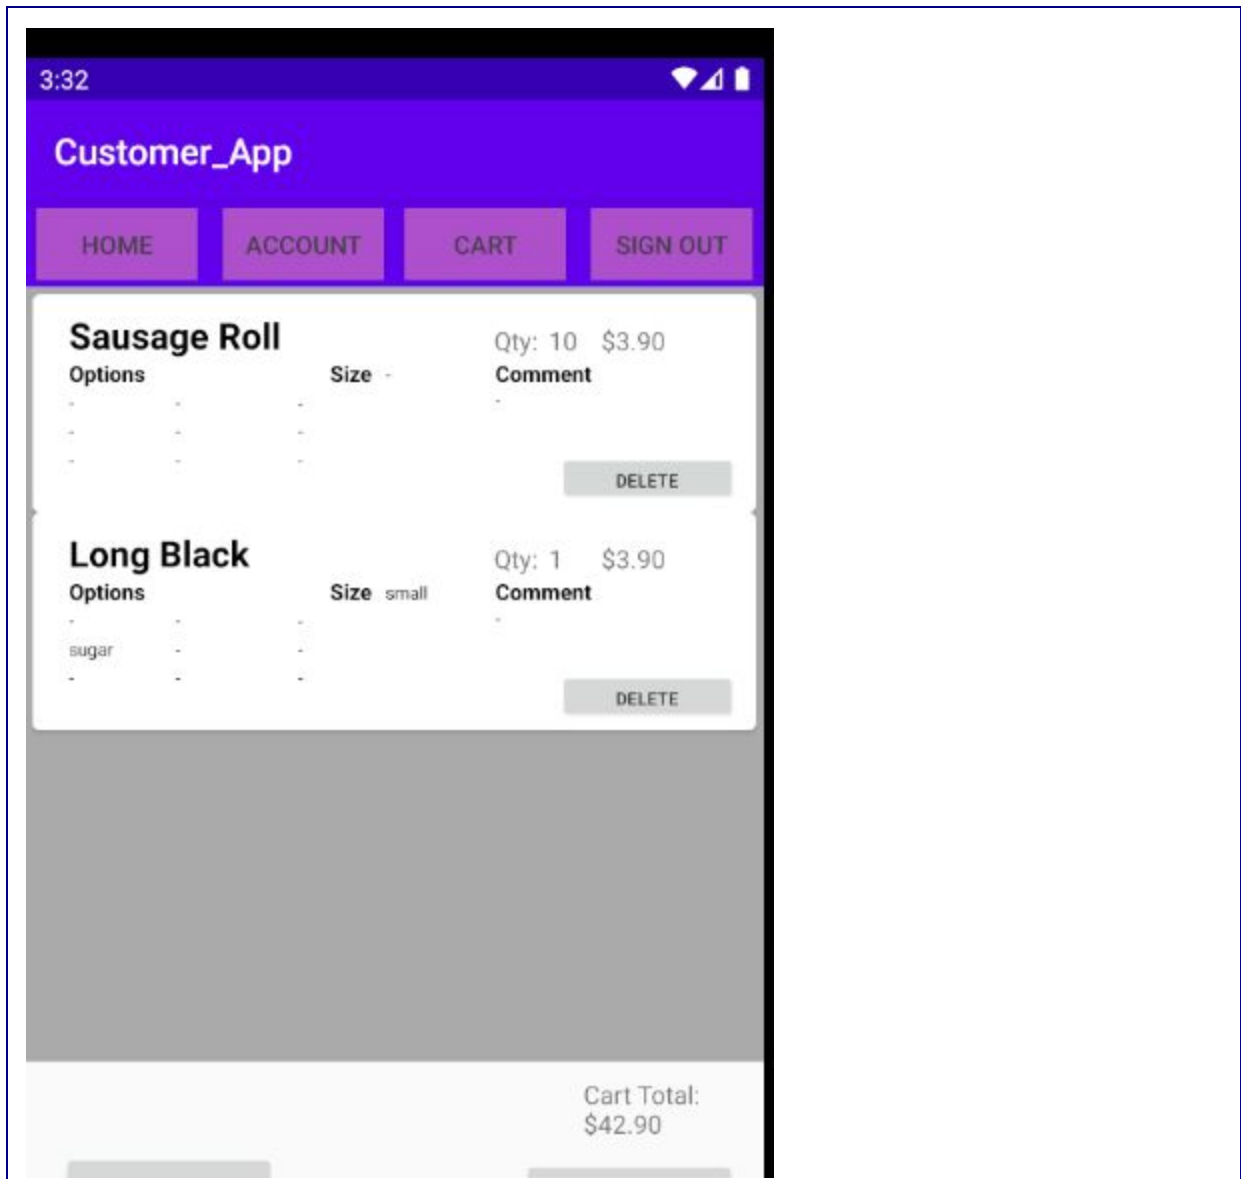 3:32
Customer_App
HOME ACCOUNT CART SIGN OUT
Sausage Roll Qty: 10 $3.90
Options Size - Comment
- - - -
- - -
- - -
DELETE
Long Black Qty: 1 $3.90
Options Size small Comment
- - - -
sugar - -
- - -
DELETE
Cart Total:
$42.90